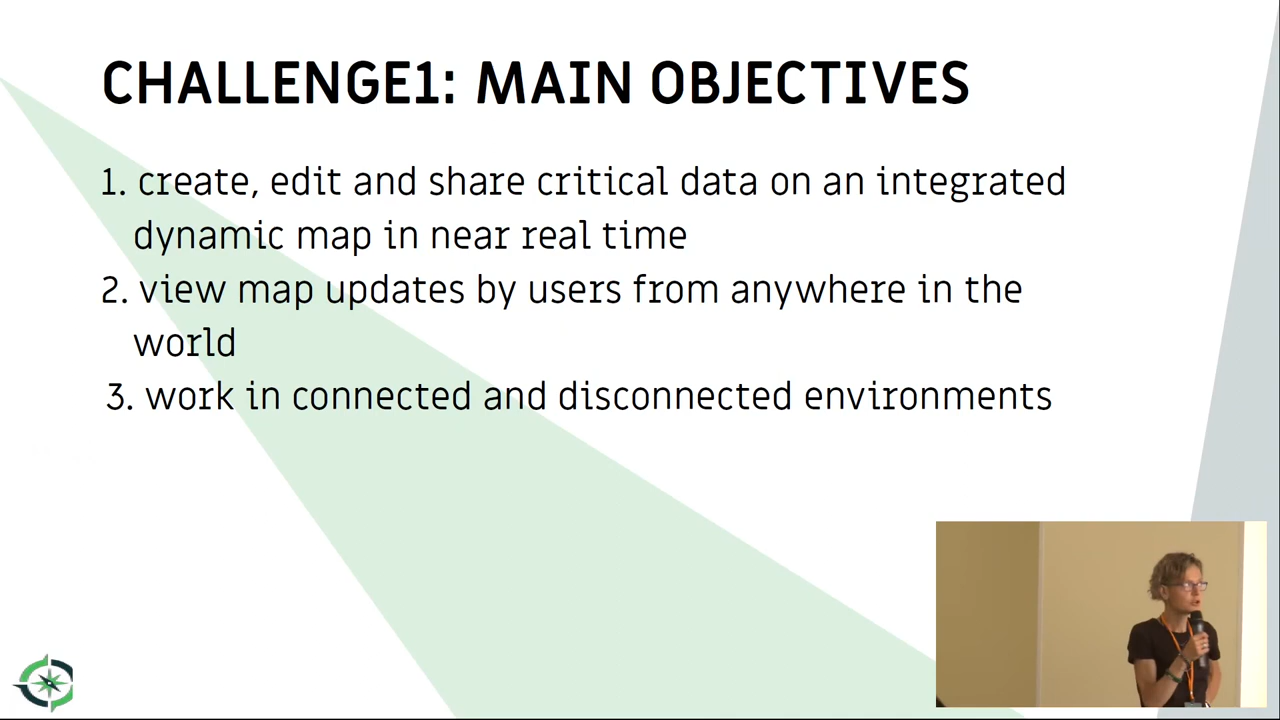 CHALLENGE1: MAIN OBJECTIVES
1. create, edit and share critical data on an integrated
dynamic map in near real time
2. view map updates by users from anywhere in the
world
3. work in connected and disconnected environments